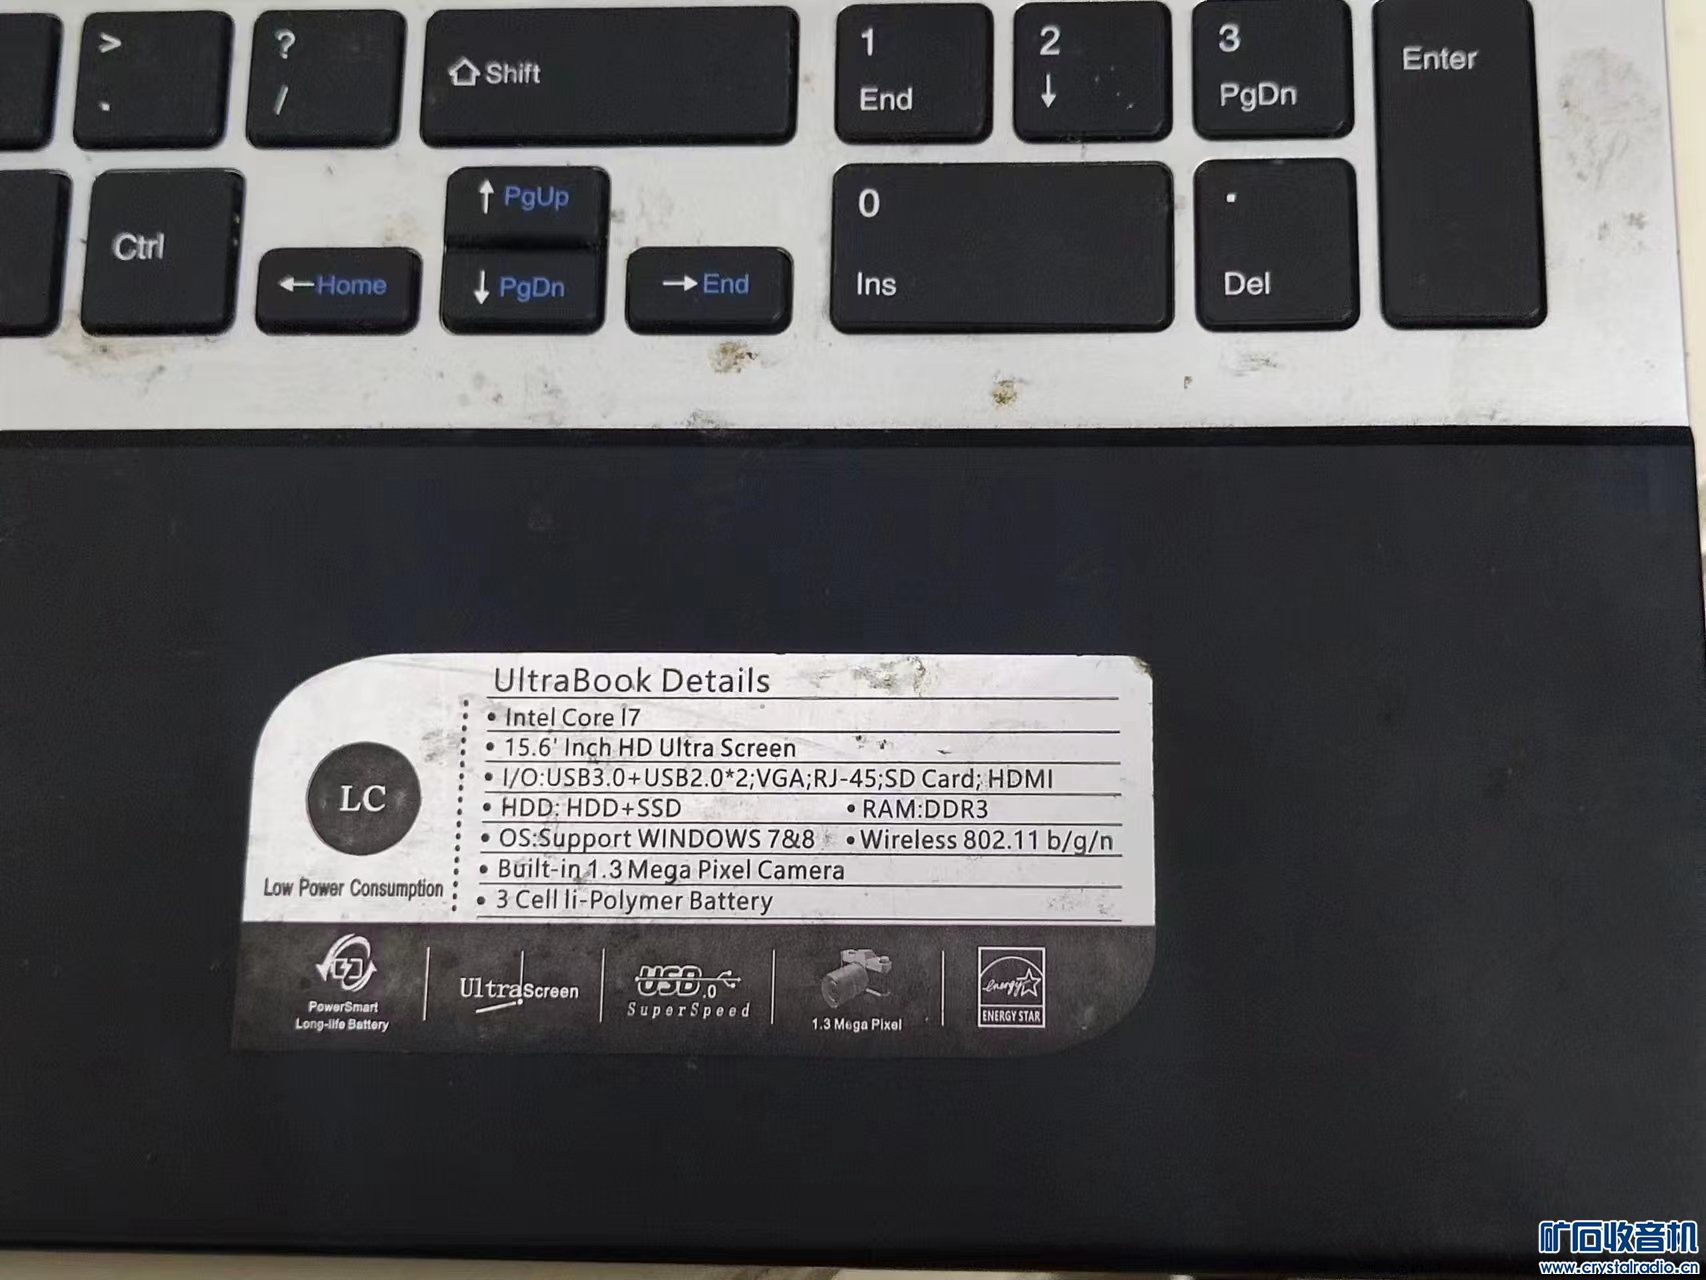 >
.
?
/
Shift
1
End
2
↓
3
PgDn
Enter
Ctrl
←Home
↑ PgUp
↓ PgDn
→End
0
Ins
.
Del
UltraBook Details
• Intel Core I7
• 15.6' Inch HD Ultra Screen
• I/O:USB3.0+USB2.0*2;VGA;RJ-45;SD Card; HDMI
• HDD: HDD+SSD • RAM:DDR3
• OS:Support WINDOWS 7&8 • Wireless 802.11 b/g/n
• Built-in 1.3 Mega Pixel Camera
• 3 Cell li-Polymer Battery
LC
Low Power Consumption
PowerSmart
Long-life Battery
UltraScreen
USB .0
SuperSpeed
1.3 Mega Pixel
energy
ENERGY STAR
矿石收音机
www.crystalradio.cn